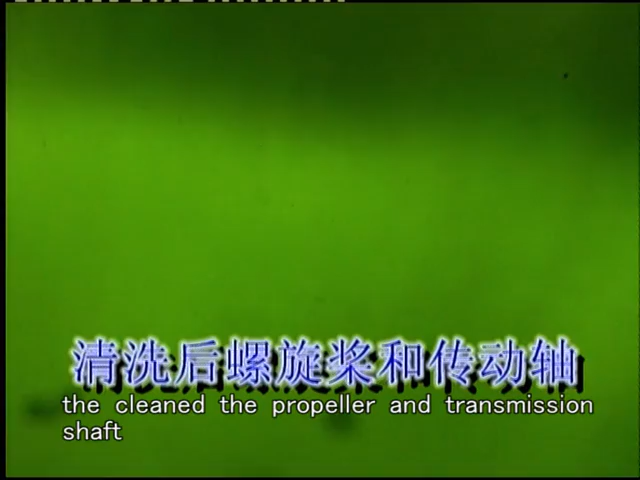 清洗后螺旋桨和传动轴
the cleaned the propeller and transmission
shaft